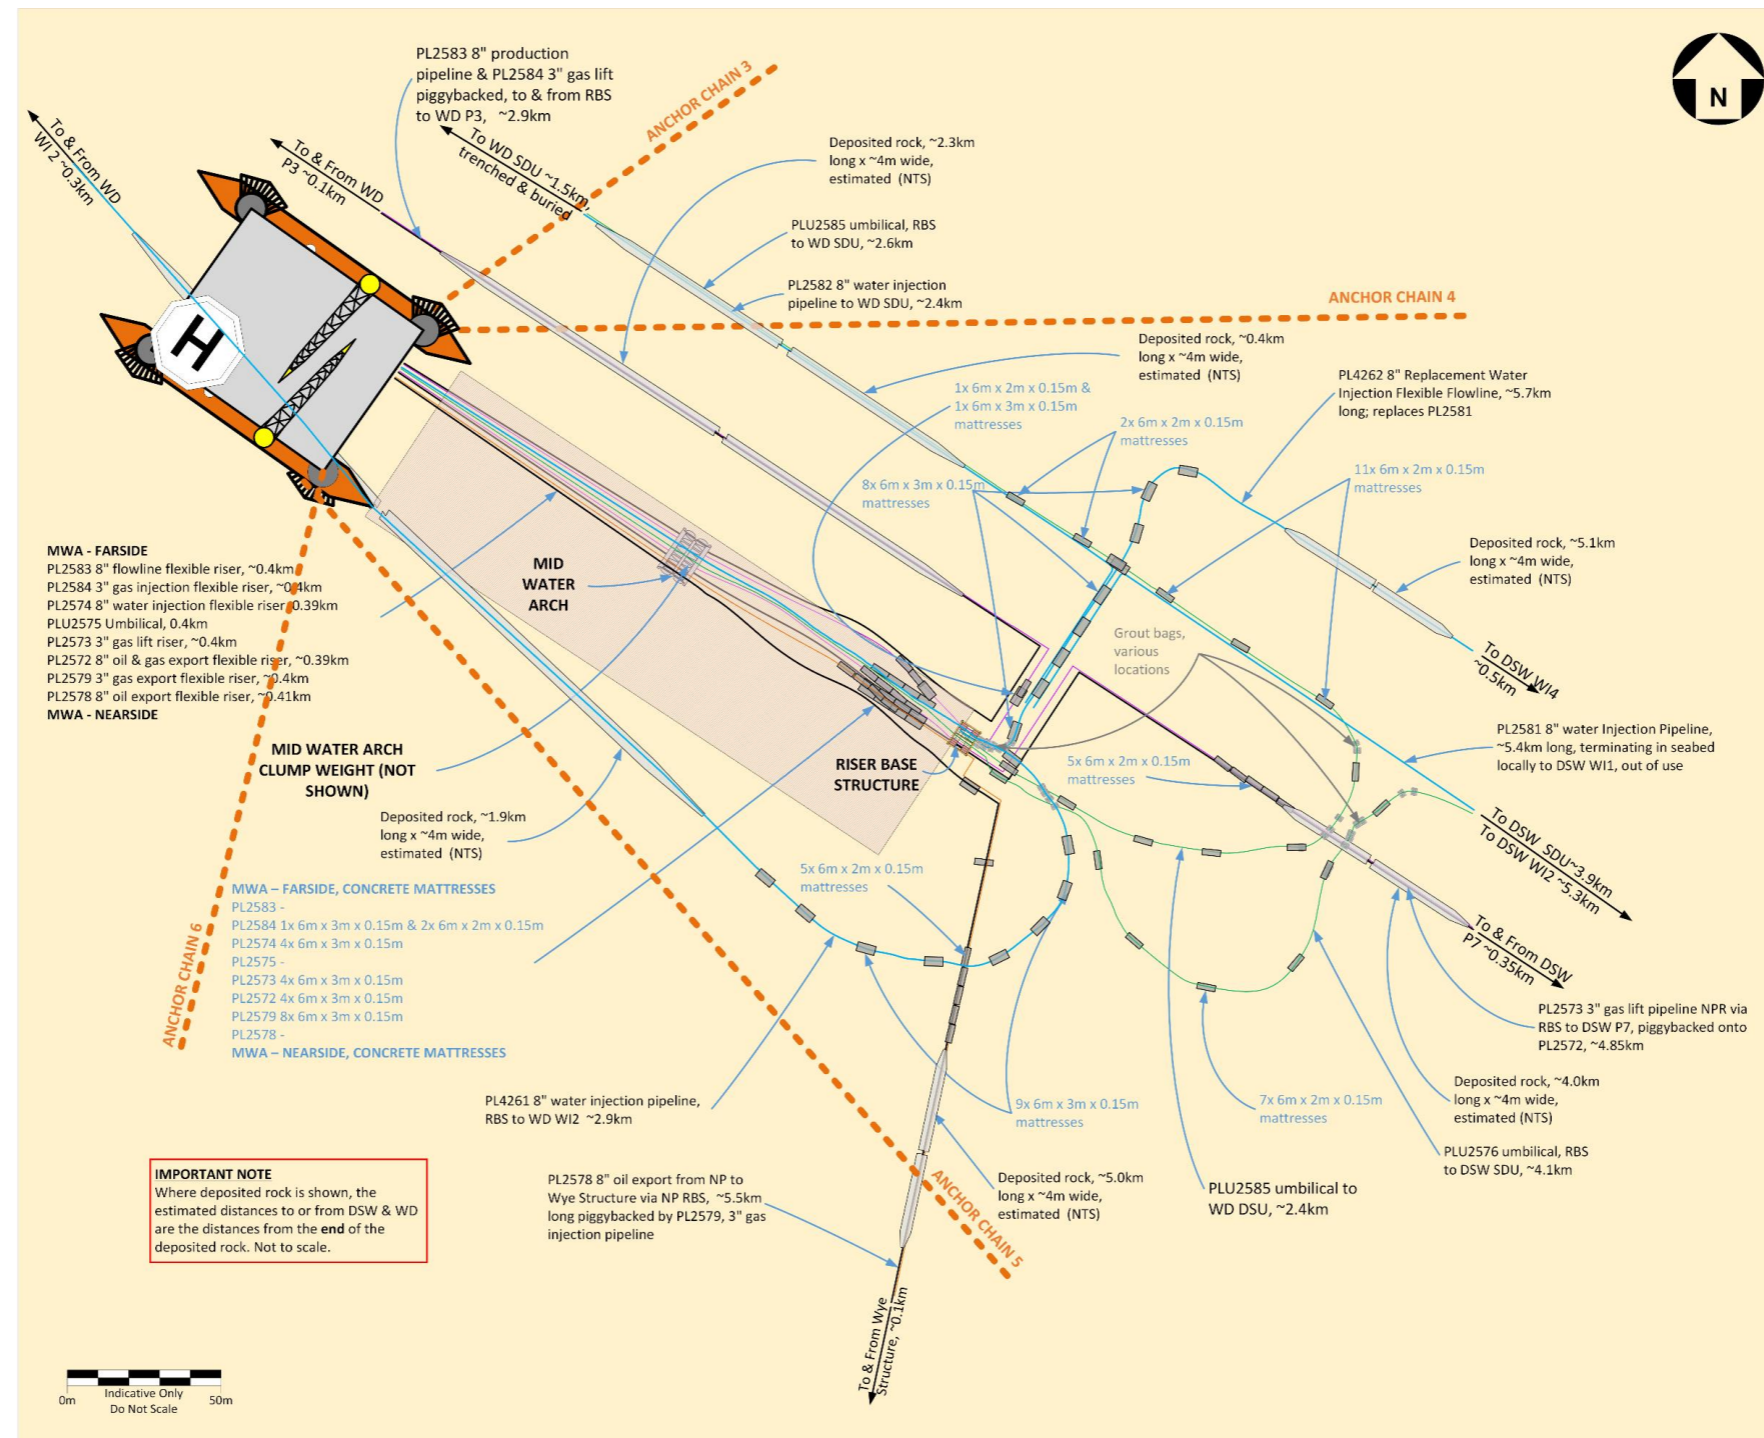 PL2583 8" production
pipeline & PL2584 3" gas lift
piggybacked, to & from RBS
to WD P3, ~2.9km
ANCHOR CHAIN 3
N
To & From WD
WI 2 ~0.3km
To & From WD
P3 ~0.1km
To WD SDU ~1.5km,
trenched & buried
Deposited rock, ~2.3km
long x ~4m wide,
estimated (NTS)
PLU2585 umbilical, RBS
to WD SDU, ~2.6km
PL2582 8" water injection
pipeline to WD SDU, ~2.4km
ANCHOR CHAIN 4
H
Deposited rock, ~0.4km
long x ~4m wide,
estimated (NTS)
PL4262 8" Replacement Water
Injection Flexible Flowline, ~5.7km
long; replaces PL2581
1x 6m x 2m x 0.15m &
1x 6m x 3m x 0.15m
mattresses
2x 6m x 2m x 0.15m
mattresses
11x 6m x 2m x 0.15m
mattresses
8x 6m x 3m x 0.15m
mattresses
Deposited rock, ~5.1km
long x ~4m wide,
estimated (NTS)
MWA - FARSIDE
PL2583 8" flowline flexible riser, ~0.4km
PL2584 3" gas injection flexible riser, ~0.4km
PL2574 8" water injection flexible riser, 0.39km
PLU2575 Umbilical, 0.4km
PL2573 3" gas lift riser, ~0.4km
PL2572 8" oil & gas export flexible riser, ~0.39km
PL2579 3" gas export flexible riser, ~0.4km
PL2578 8" oil export flexible riser, ~0.41km
MWA - NEARSIDE
MID
WATER
ARCH
Grout bags,
various
locations
To DSW WI4
~0.5km
MID WATER ARCH
CLUMP WEIGHT (NOT
SHOWN)
RISER BASE
STRUCTURE
5x 6m x 2m x 0.15m
mattresses
PL2581 8" water Injection Pipeline,
~5.4km long, terminating in seabed
locally to DSW WI1, out of use
Deposited rock, ~1.9km
long x ~4m wide,
estimated (NTS)
To DSW SDU~3.9km
To DSW WI2 ~5.3km
5x 6m x 2m x 0.15m
mattresses
MWA – FARSIDE, CONCRETE MATTRESSES
PL2583 -
PL2584 1x 6m x 3m x 0.15m & 2x 6m x 2m x 0.15m
PL2574 4x 6m x 3m x 0.15m
PL2575 -
PL2573 4x 6m x 3m x 0.15m
PL2572 4x 6m x 3m x 0.15m
PL2579 8x 6m x 3m x 0.15m
PL2578 -
MWA – NEARSIDE, CONCRETE MATTRESSES
ANCHOR CHAIN 6
To & From DSW
P7 ~0.35km
PL2573 3" gas lift pipeline NPR via
RBS to DSW P7, piggybacked onto
PL2572, ~4.85km
PL4261 8" water injection pipeline,
RBS to WD WI2 ~2.9km
9x 6m x 3m x 0.15m
mattresses
7x 6m x 2m x 0.15m
mattresses
Deposited rock, ~4.0km
long x ~4m wide,
estimated (NTS)
PLU2576 umbilical, RBS
to DSW SDU, ~4.1km
IMPORTANT NOTE
Where deposited rock is shown, the
estimated distances to or from DSW & WD
are the distances from the end of the
deposited rock. Not to scale.
PL2578 8" oil export from NP to
Wye Structure via NP RBS, ~5.5km
long piggybacked by PL2579, 3" gas
injection pipeline
ANCHOR CHAIN 5
Deposited rock, ~5.0km
long x ~4m wide,
estimated (NTS)
PLU2585 umbilical to
WD DSU, ~2.4km
To & From Wye
Structure, ~0.1km
0m
Indicative Only
Do Not Scale
50m